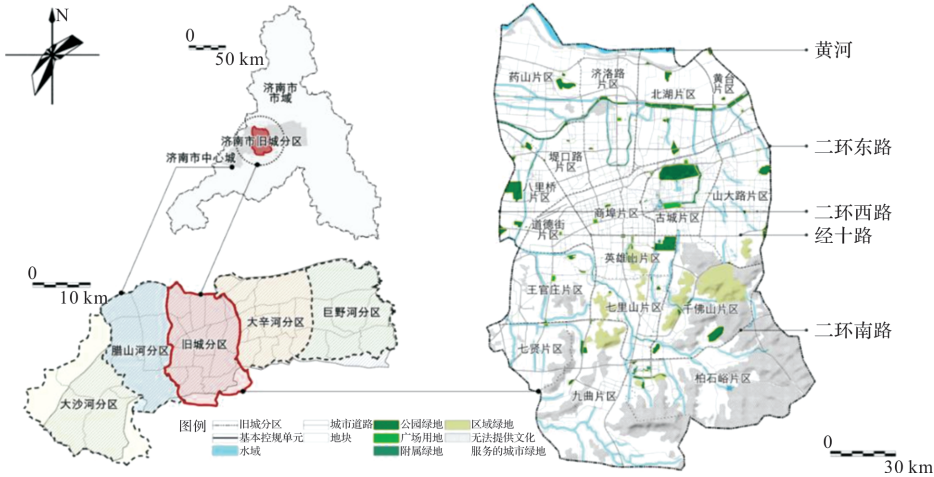 N
0
50 km
济南市
市域
济南市旧城分区
济南市中心城
0
10 km
大沙河分区
腊山河分区
旧城分区
大辛河分区
巨野河分区
药山片区
济洛路
片区
北湖片区
黄台
片区
堤口路
片区
八里桥
片区
山大路片区
商埠片区
古城片区
道德街
片区
英雄山片区
王官庄片区
七里山片区
千佛山片区
七贤片区
柏石峪片区
九曲片区
黄河
二环东路
二环西路
经十路
二环南路
0
30 km
图例
旧城分区
城市道路
公园绿地
区域绿地
基本控规单元
地块
广场用地
无法提供文化
水域
附属绿地
服务的城市绿地